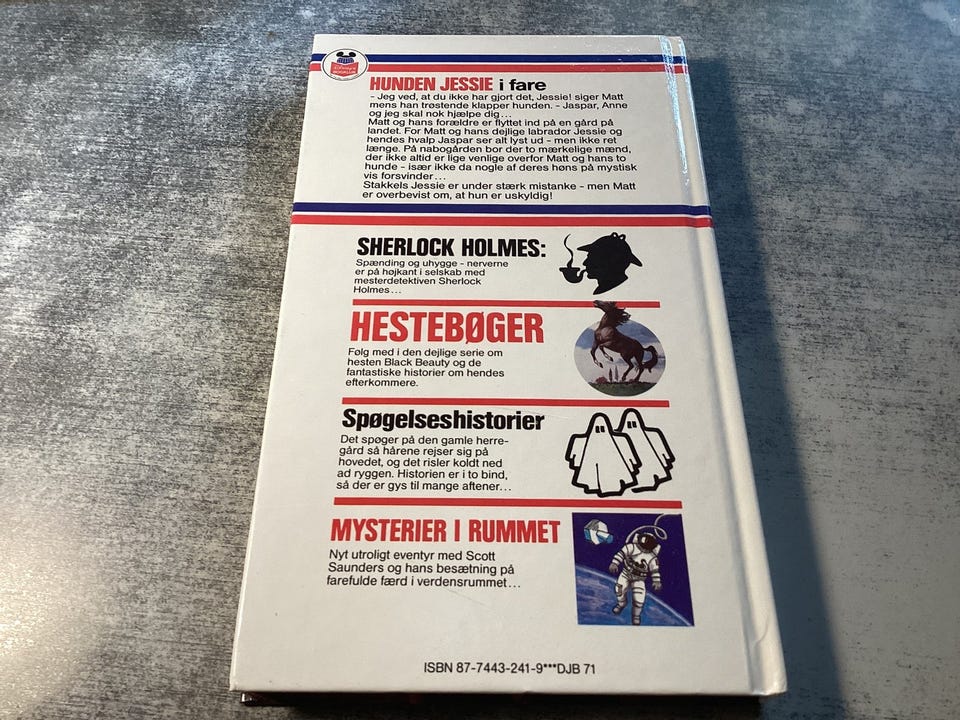 Disney's
BOGKLUB
HUNDEN JESSIE i fare
- Jeg ved, at du ikke har gjort det, Jessie! siger Matt
mens han trøstende klapper hunden. - Jaspar, Anne
og jeg skal nok hjælpe dig...
Matt og hans forældre er flyttet ind på en gård på
landet. For Matt og hans dejlige labrador Jessie og
hendes hvalp Jaspar ser alt lyst ud - men ikke ret
længe. På nabogården bor der to mærkelige mænd,
der ikke altid er lige venlige overfor Matt og hans to
hunde - især ikke da nogle af deres høns på mystisk
vis forsvinder...
Stakkels Jessie er under stærk mistanke - men Matt
er overbevist om, at hun er uskyldig!
SHERLOCK HOLMES:
Spænding og uhygge - nerverne
er på højkant i selskab med
mesterdetektiven Sherlock
Holmes...
HESTEBØGER
Følg med i den dejlige serie om
hesten Black Beauty og de
fantastiske historier om hendes
efterkommere.
Spøgelseshistorier
Det spøger på den gamle herre-
gård så hårene rejser sig på
hovedet, og det risler koldt ned
ad ryggen. Historien er i to bind,
så der er gys til mange aftener...
MYSTERIER I RUMMET
Nyt utroligt eventyr med Scott
Saunders og hans besætning på
farefulde færd i verdensrummet...
ISBN 87-7443-241-9***DJB 71